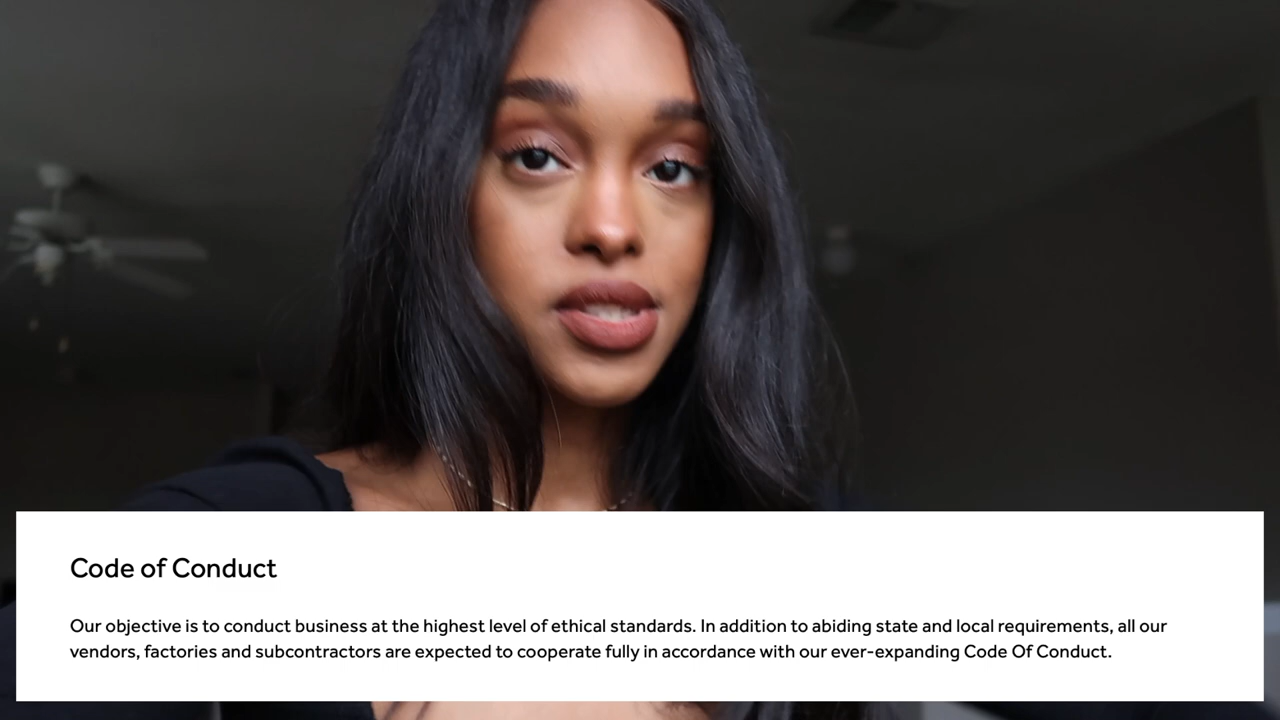 Code of Conduct
Our objective is to conduct business at the highest level of ethical standards. In addition to abiding state and local requirements, all our
vendors, factories and subcontractors are expected to cooperate fully in accordance with our ever-expanding Code Of Conduct.